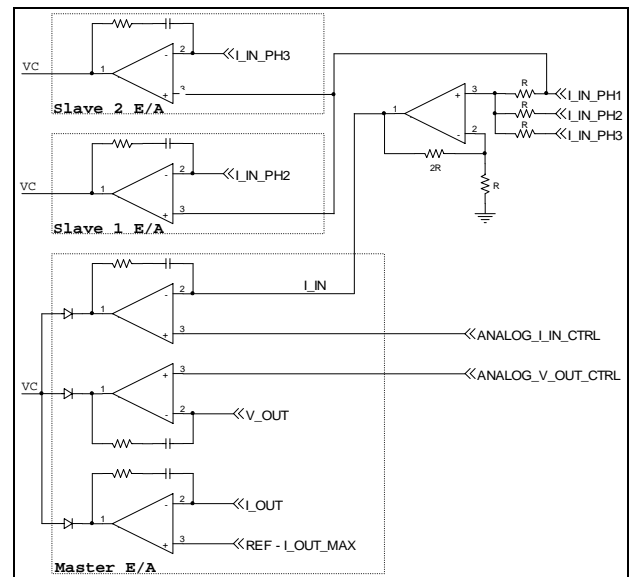 2
I_IN_PH3
VC
1
-
+
3
Slave 2 E/A
2
I_IN_PH2
VC
1
-
+
3
Slave 1 E/A
R
I_IN_PH1
R
I_IN_PH2
R
I_IN_PH3
3
+
1
-
2
2R
R
I_IN
2
-
1
+
3
ANALOG_I_IN_CTRL
3
ANALOG_V_OUT_CTRL
+
VC
1
-
2
V_OUT
2
I_OUT
-
1
+
3
REF - I_OUT_MAX
Master E/A